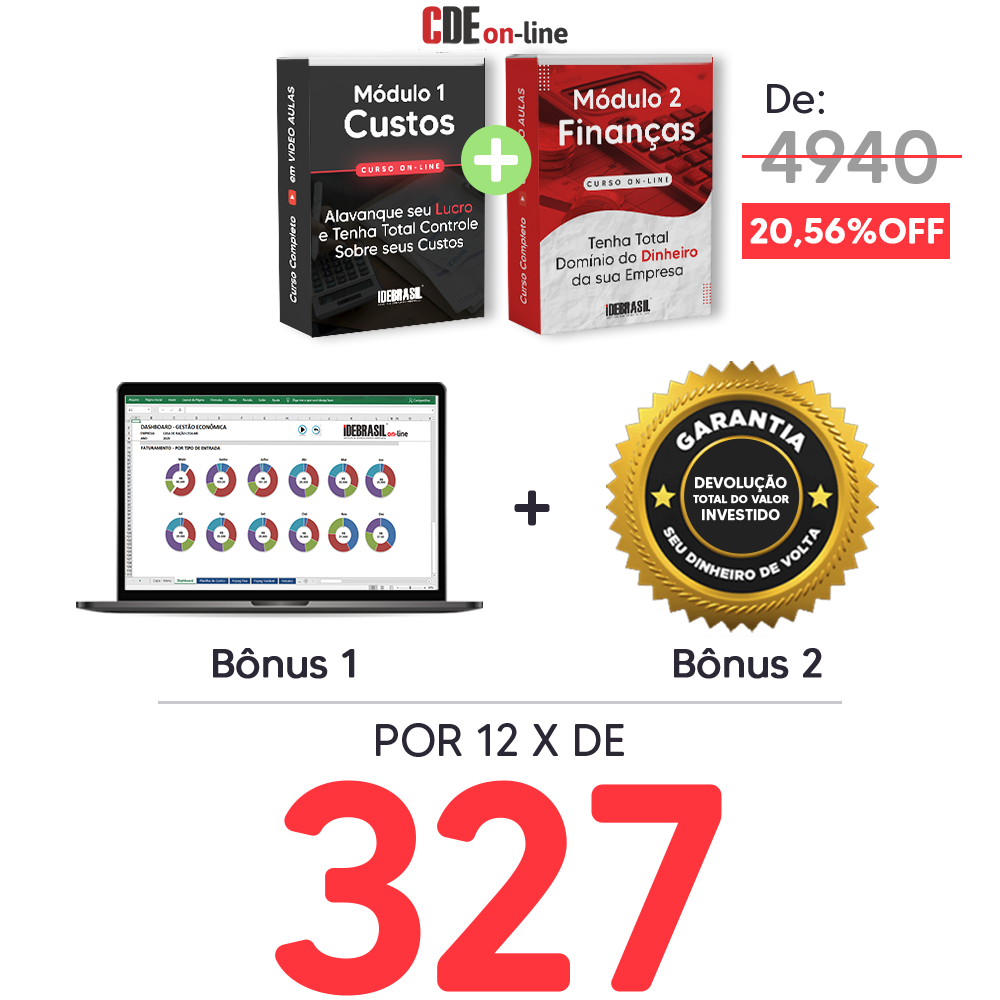 CDE on-line
Curso Completo em VIDEO AULAS
Módulo 1
Custos
CURSO ON-LINE
Alavanque seu Lucro
e Tenha Total Controle
Sobre seus Custos
iDEBRASIL
+
Curso Completo AULAS
Módulo 2
Finanças
CURSO ON-LINE
Tenha Total
Domínio do Dinheiro
da sua Empresa
iDEBRASIL
De:
4940
20,56%OFF
DASHBOARD - GESTÃO ECONÔMICA
iDEBRASIL on-line
FATURAMENTO - POR TIPO DE ENTRADA
+
GARANTIA
DEVOLUÇÃO
TOTAL DO VALOR
INVESTIDO
SEU DINHEIRO DE VOLTA
Bônus 1
Bônus 2
POR 12 X DE
327